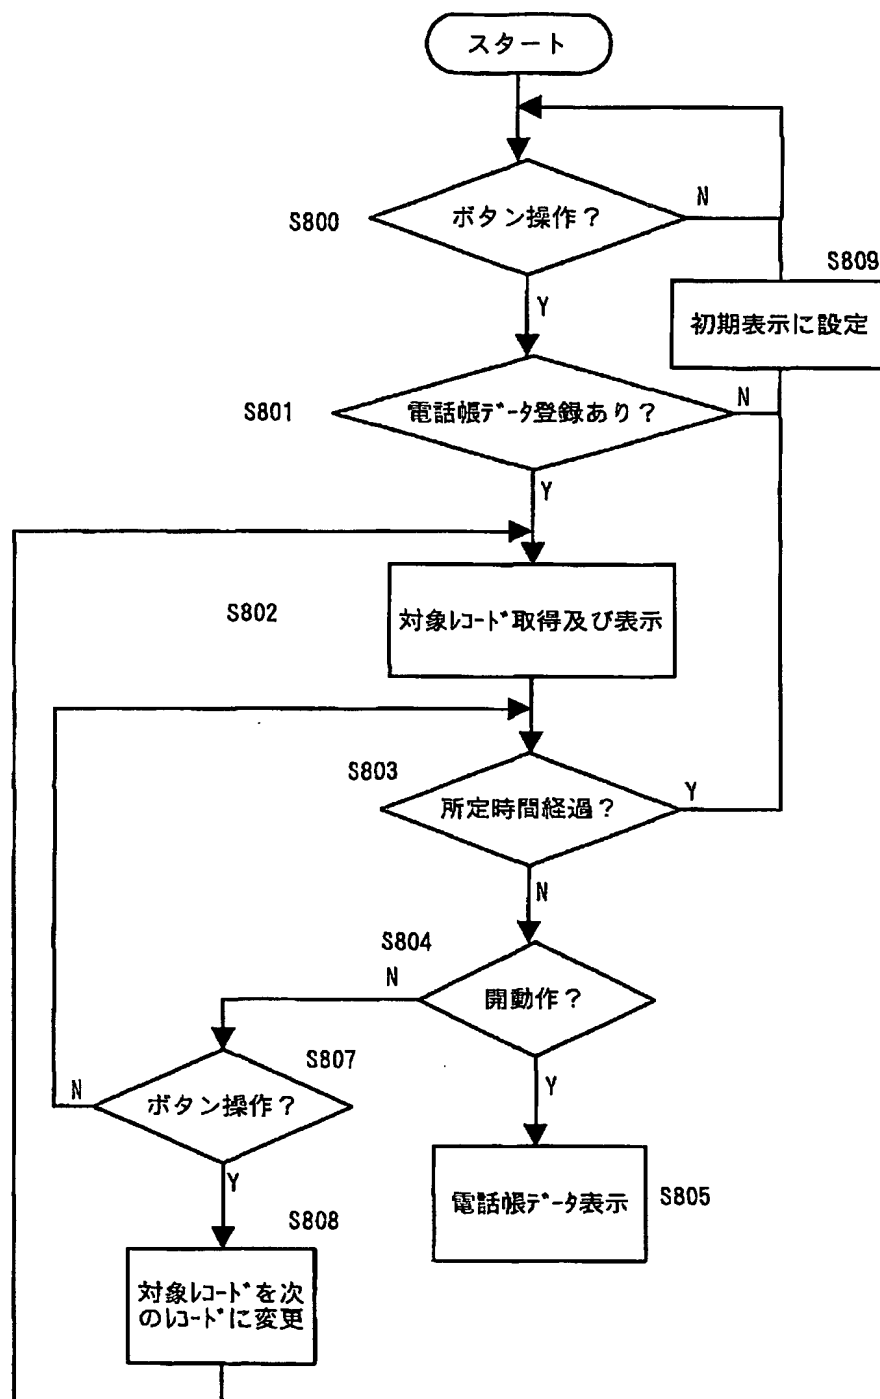 スタート
S800
ボタン操作？
N
Y
S809
初期表示に設定
S801
電話帳ﾃﾞｰﾀ登録あり？
N
Y
S802
対象ﾚｺｰﾄﾞ取得及び表示
S803
所定時間経過？
Y
N
S804
開動作？
N
Y
S807
ボタン操作？
N
Y
電話帳ﾃﾞｰﾀ表示
S805
S808
対象ﾚｺｰﾄﾞを次
のﾚｺｰﾄﾞに変更